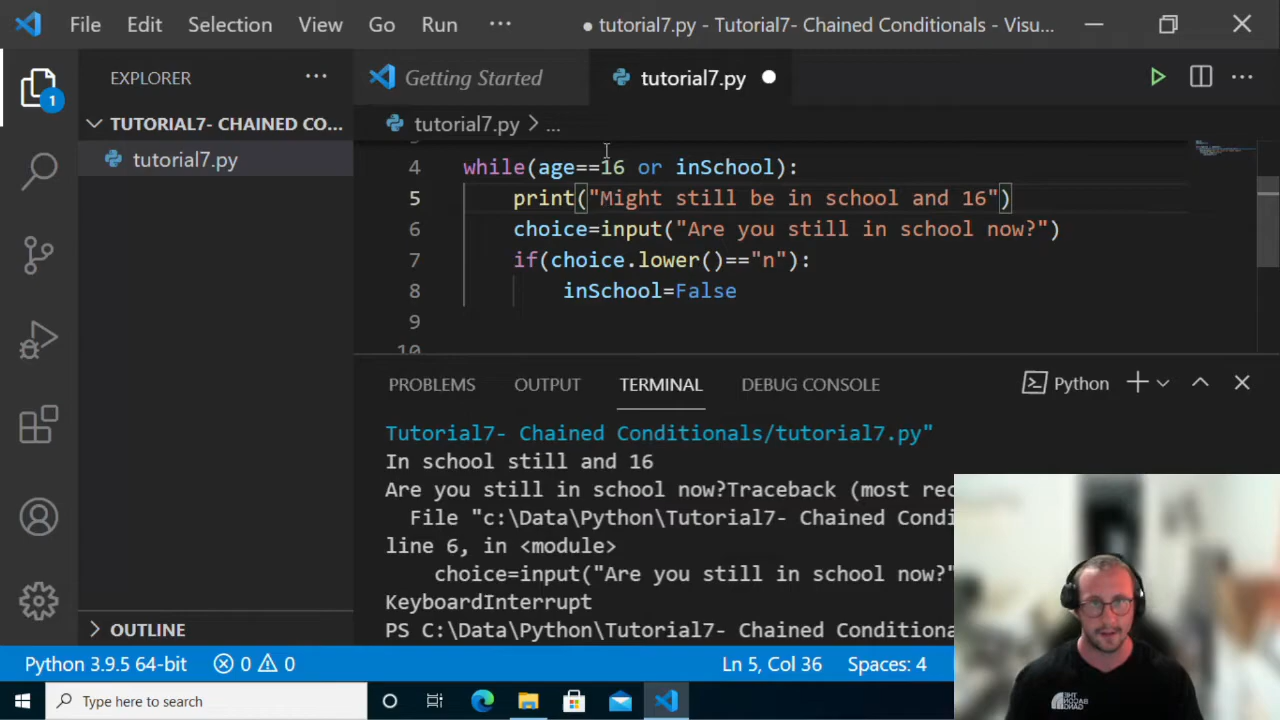 File Edit Selection View Go Run ··· ● tutorial7.py - Tutorial7- Chained Conditionals - Visu...
EXPLORER ···
Getting Started
tutorial7.py
TUTORIAL7- CHAINED CO...
tutorial7.py > ...
tutorial7.py
1
4 while(age==16 or inSchool):
5 print("Might still be in school and 16")
6 choice=input("Are you still in school now?")
7 if(choice.lower()=="n"):
8 inSchool=False
9
10
PROBLEMS OUTPUT TERMINAL DEBUG CONSOLE Python
Tutorial7- Chained Conditionals/tutorial7.py"
In school still and 16
Are you still in school now?Traceback (most rec
File "c:\Data\Python\Tutorial7- Chained Condi
line 6, in <module>
choice=input("Are you still in school now?"
KeyboardInterrupt
PS C:\Data\Python\Tutorial7- Chained Conditiona
OUTLINE
Python 3.9.5 64-bit 0 0 Ln 5, Col 36 Spaces: 4
Type here to search
THE
BACON
GANG